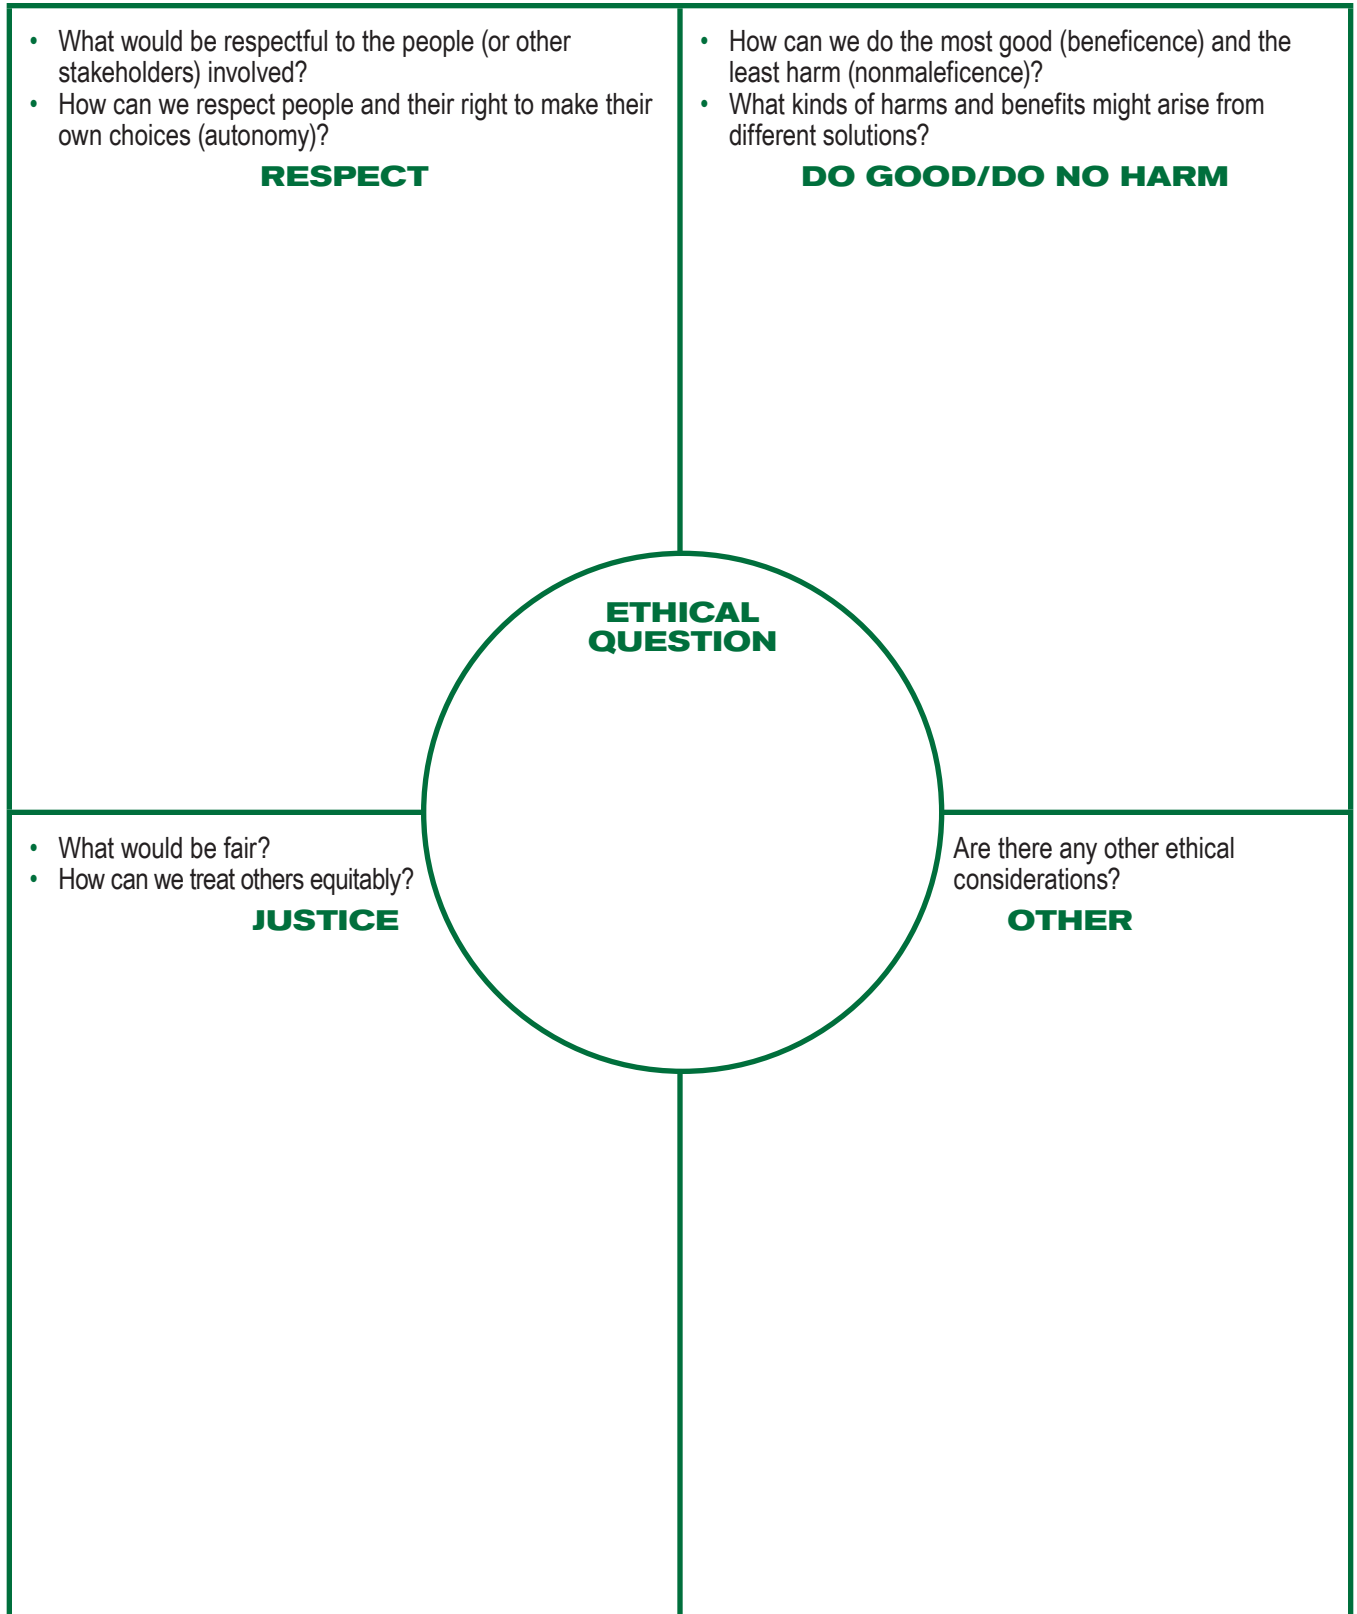 • What would be respectful to the people (or other
stakeholders) involved?
• How can we respect people and their right to make their
own choices (autonomy)?
RESPECT
• How can we do the most good (beneficence) and the
least harm (nonmaleficence)?
• What kinds of harms and benefits might arise from
different solutions?
DO GOOD/DO NO HARM
ETHICAL
QUESTION
• What would be fair?
• How can we treat others equitably?
JUSTICE
Are there any other ethical
considerations?
OTHER